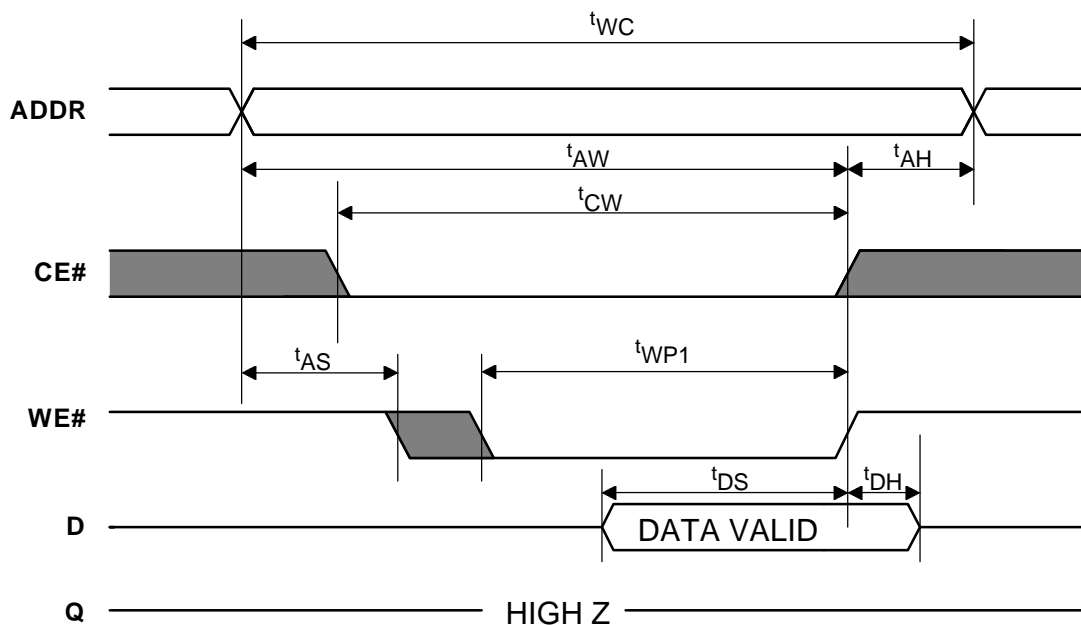 tWC
ADDR
tAW
tAH
tCW
CE#
tAS
tWP1
WE#
tDS
tDH
D
DATA VALID
Q
HIGH Z